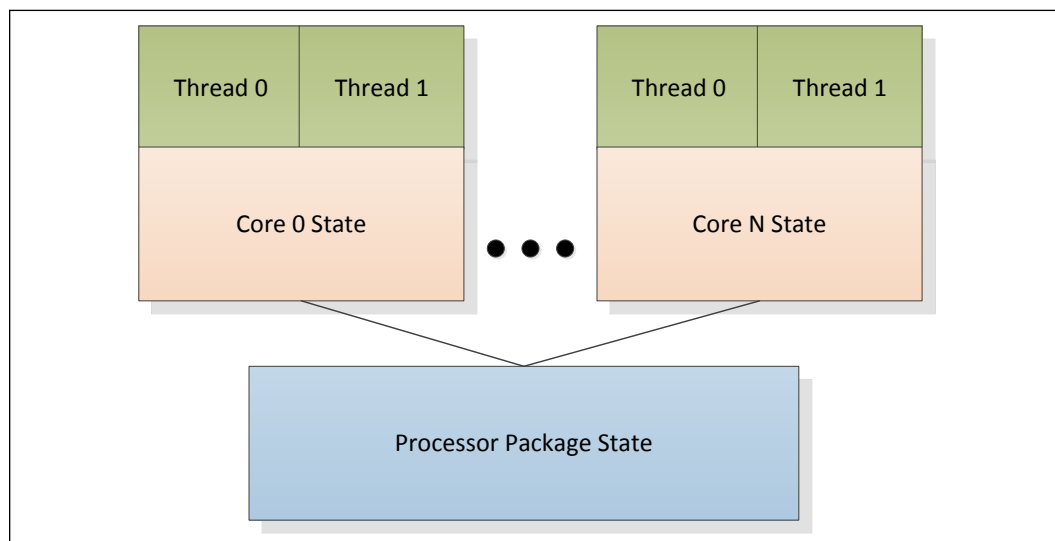 Thread 0 Thread 1 Thread 0 Thread 1
Core 0 State Core N State
Processor Package State